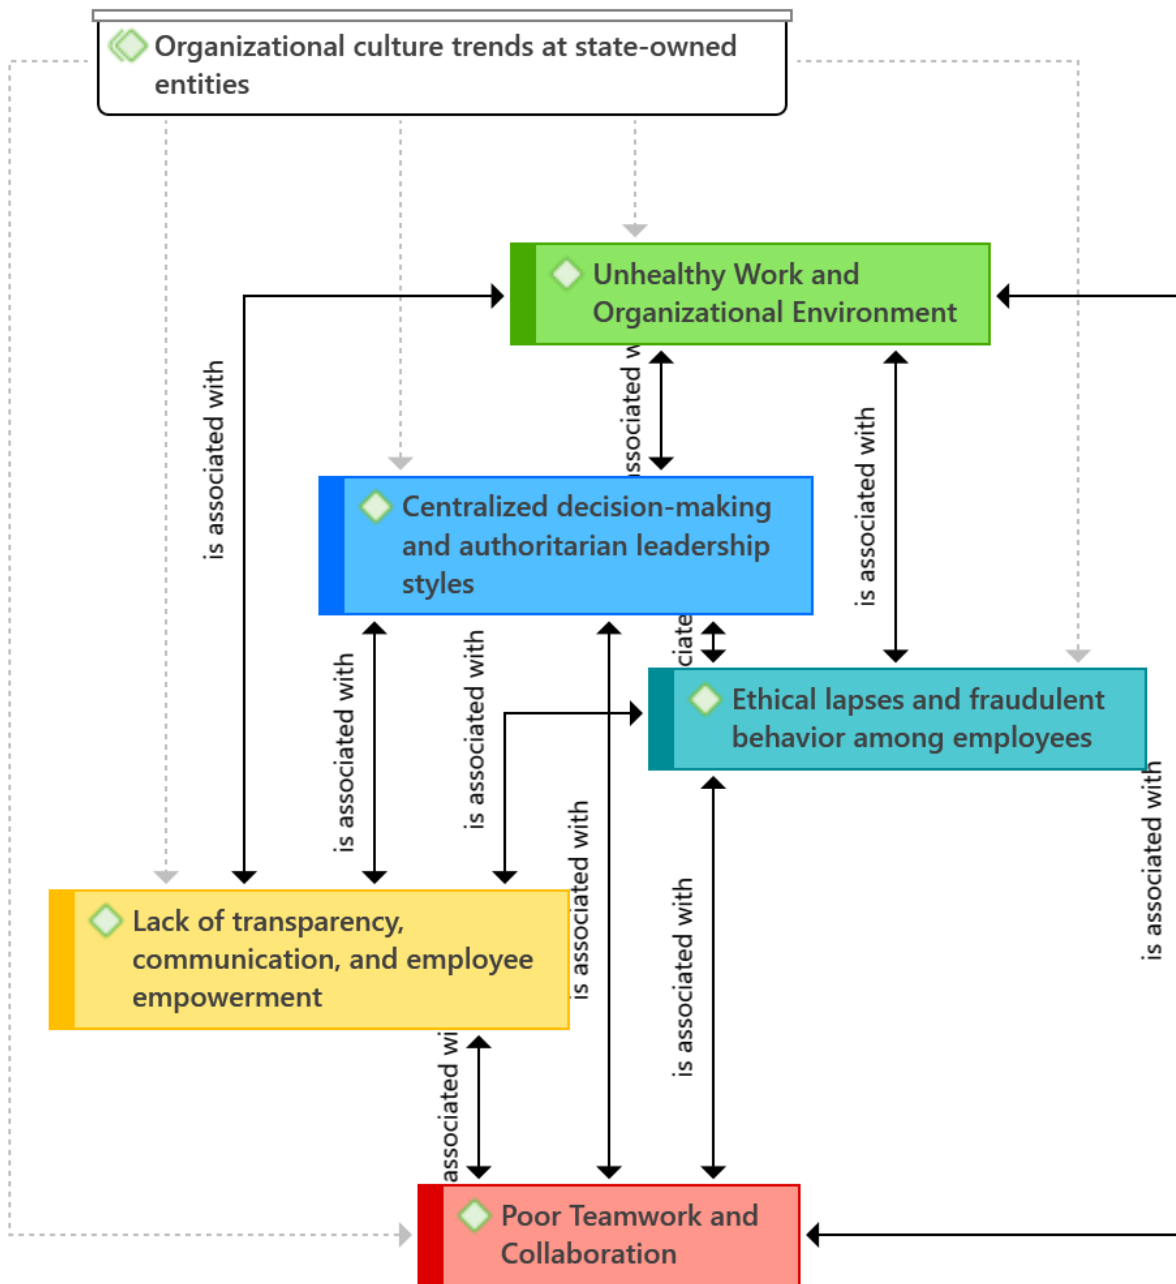 Organizational culture trends at state-owned
entities
Unhealthy Work and
Organizational Environment
is associated with
associated
is associated with
Centralized decision-making
and authoritarian leadership
styles
is associated with
is associated with
Ethical lapses and fraudulent
behavior among employees
is associated with
is associated with
is associated with
Lack of transparency,
communication, and employee
empowerment
associated
Poor Teamwork and
Collaboration